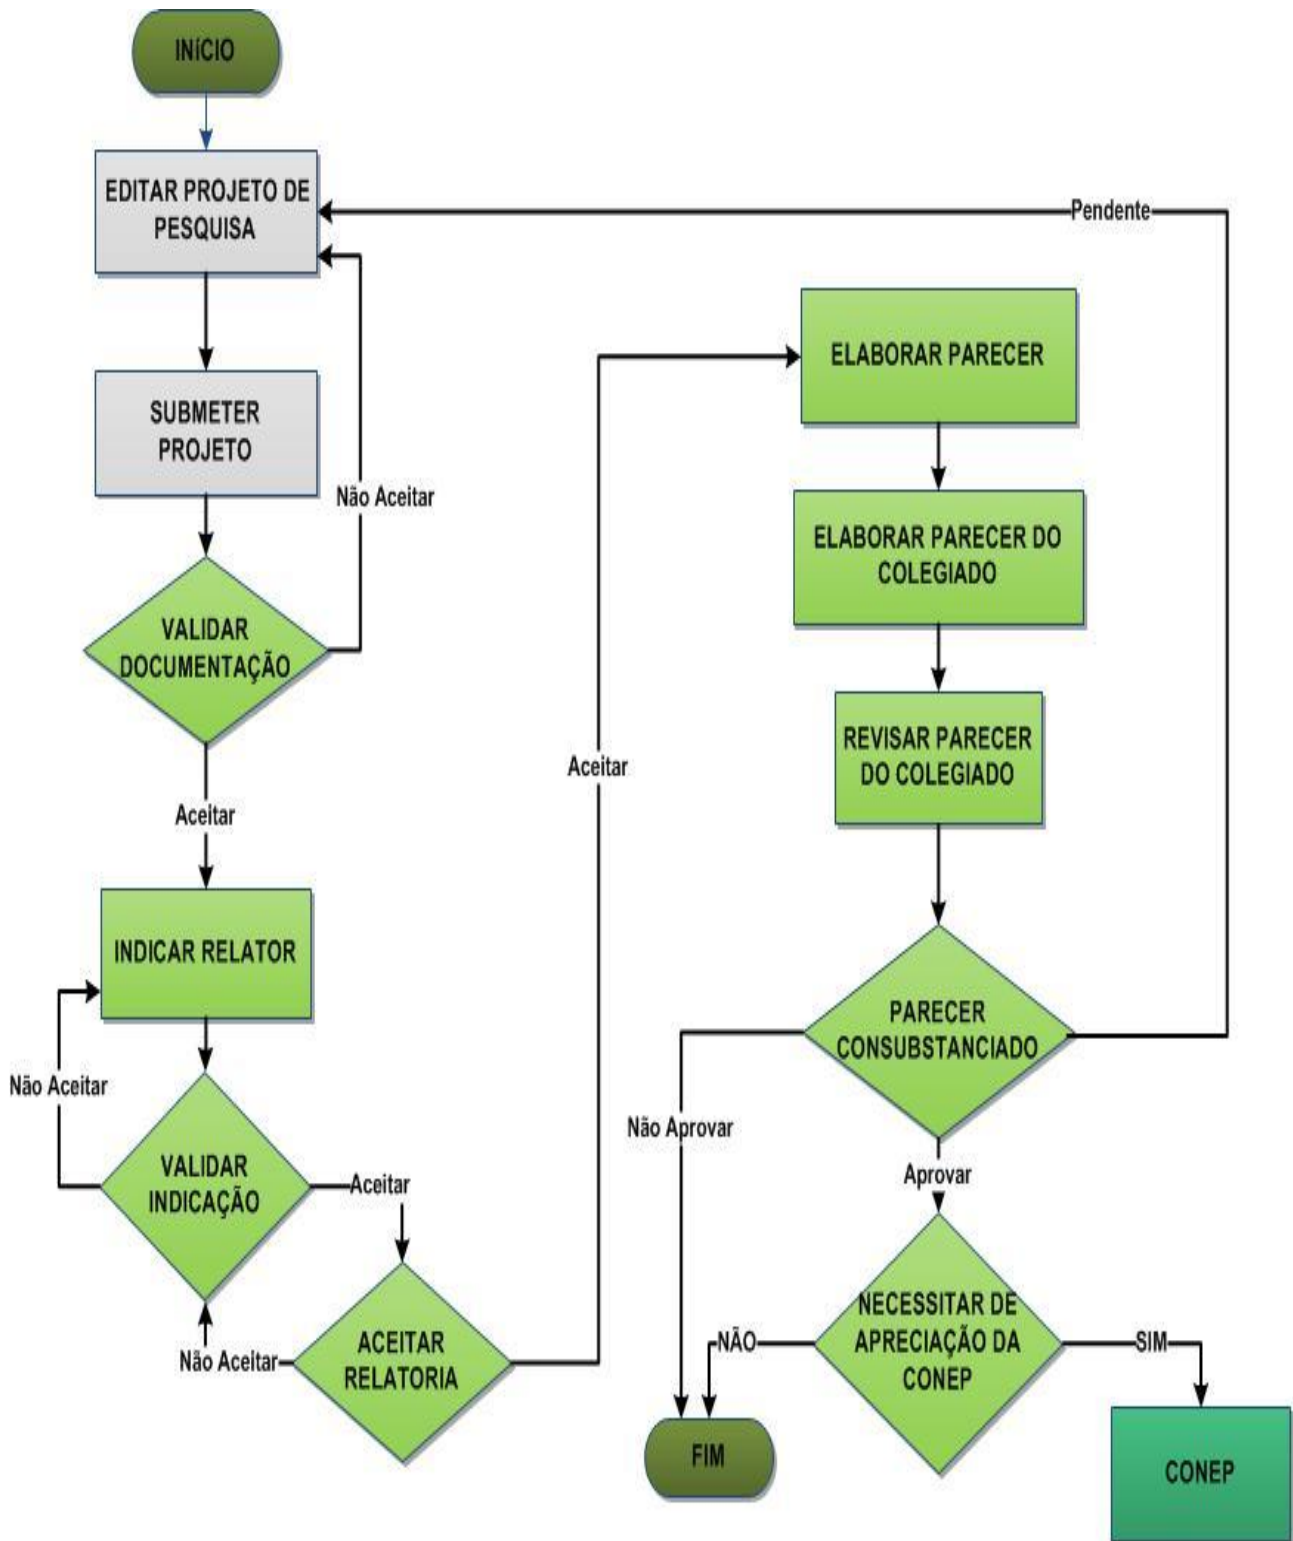 INÍCIO
EDITAR PROJETO DE
PESQUISA
Pendente
SUBMETER
PROJETO
Não Aceitar
VALIDAR
DOCUMENTAÇÃO
Aceitar
INDICAR RELATOR
Não Aceitar
VALIDAR
INDICAÇÃO
Aceitar
Não Aceitar
ACEITAR
RELATORIA
Aceitar
ELABORAR PARECER
ELABORAR PARECER DO
COLEGIADO
REVISAR PARECER
DO COLEGIADO
PARECER
CONSUBSTANCIADO
Não Aprovar
Aprovar
NECESSITAR DE
APRECIAÇÃO DA
CONEP
NÃO
SIM
FIM
CONEP